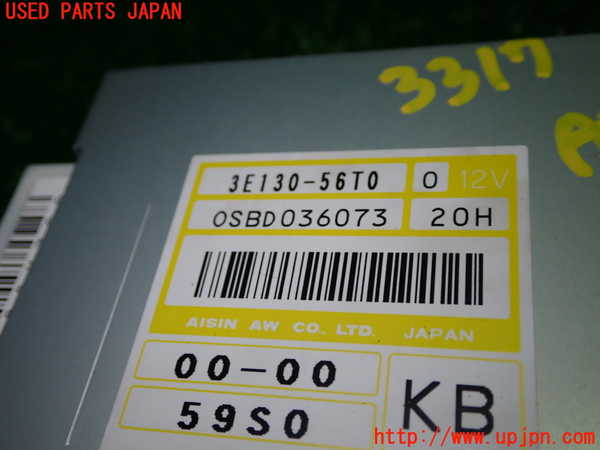 USED PARTS JAPAN
3317
3E130-56T0 0 12V
0SBD036073 20H
AISIN AW CO. LTD. JAPAN
00-00
59S0
KB
http://www.upjpn.com